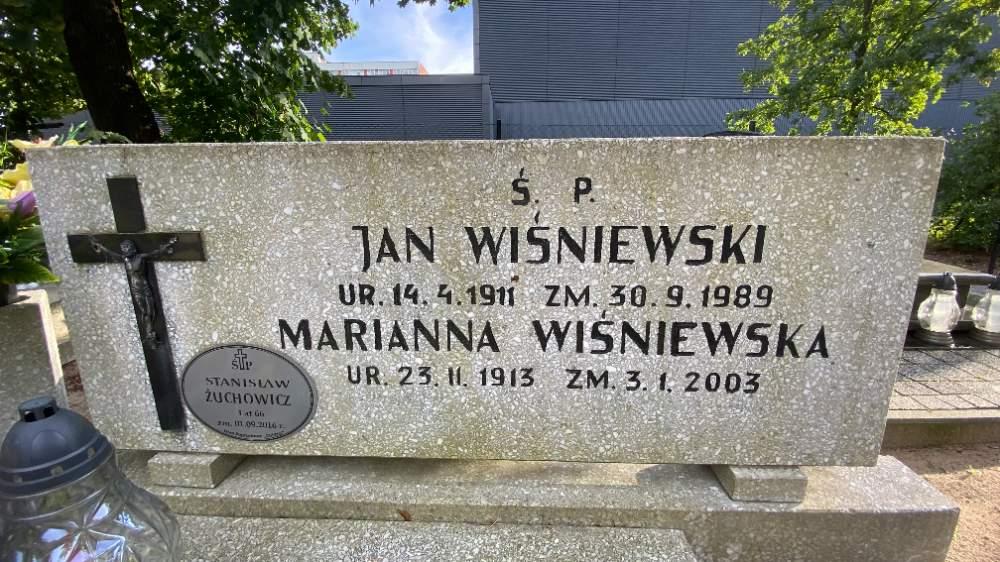 Ś. P.
JAN WIŚNIEWSKI
UR. 14. 4. 1911 ZM. 30. 9. 1989
MARIANNA WIŚNIEWSKA
UR. 23. 11. 1913 ZM. 3. 1. 2003
Ś P
STANISŁAW
ŻUCHOWICZ
Lat 66
zm. 01.09.2016 r.